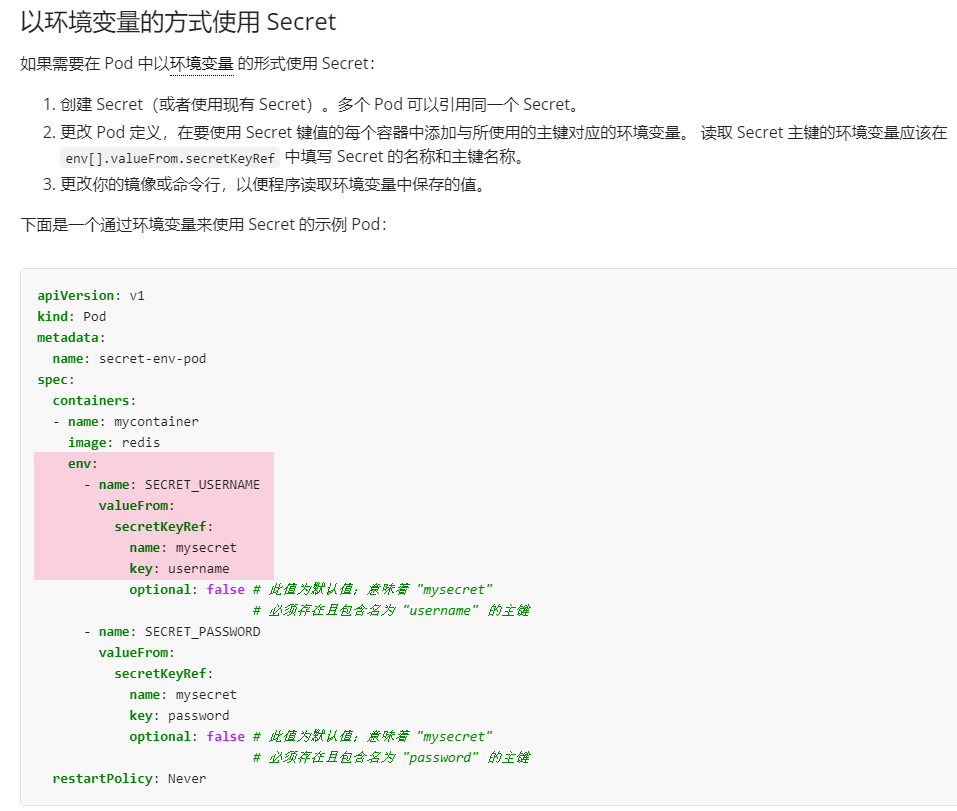 以环境变量的方式使用 Secret
如果需要在 Pod 中以环境变量 的形式使用 Secret：
1. 创建 Secret（或者使用现有 Secret）。多个 Pod 可以引用同一个 Secret。
2. 更改 Pod 定义，在要使用 Secret 键值的每个容器中添加与所使用的主键对应的环境变量。 读取 Secret 主键的环境变量应该在
env[].valueFrom.secretKeyRef 中填写 Secret 的名称和主键名称。
3. 更改你的镜像或命令行，以便程序读取环境变量中保存的值。
下面是一个通过环境变量来使用 Secret 的示例 Pod：
apiVersion: v1
kind: Pod
metadata:
  name: secret-env-pod
spec:
  containers:
  - name: mycontainer
    image: redis
    env:
      - name: SECRET_USERNAME
        valueFrom:
          secretKeyRef:
            name: mysecret
            key: username
            optional: false # 此值为默认值；意味着 "mysecret"
                            # 必须存在且包含名为 "username" 的主键
      - name: SECRET_PASSWORD
        valueFrom:
          secretKeyRef:
            name: mysecret
            key: password
            optional: false # 此值为默认值；意味着 "mysecret"
                            # 必须存在且包含名为 "password" 的主键
  restartPolicy: Never